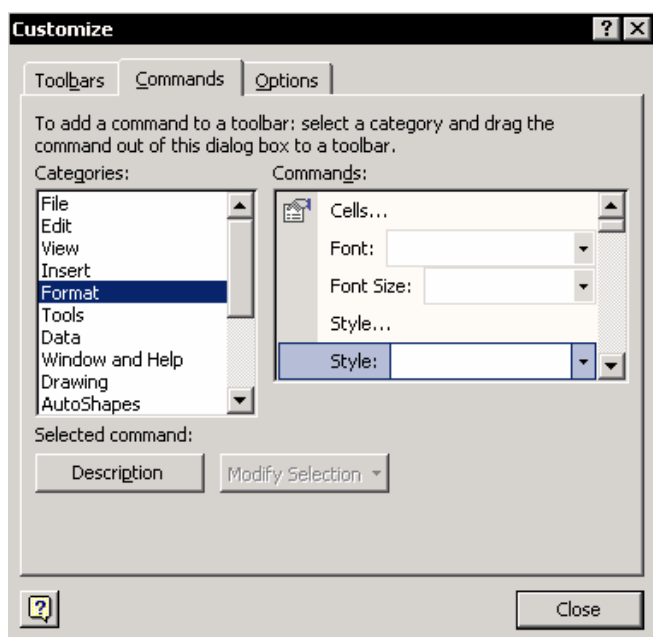 Customize
Toolbars Commands Options
To add a command to a toolbar: select a category and drag the
command out of this dialog box to a toolbar.
Categories: Commands:
File
Edit
View
Insert
Format
Tools
Data
Window and Help
Drawing
AutoShapes
Cells...
Font:
Font Size:
Style...
Style:
Selected command:
Description Modify Selection
Close